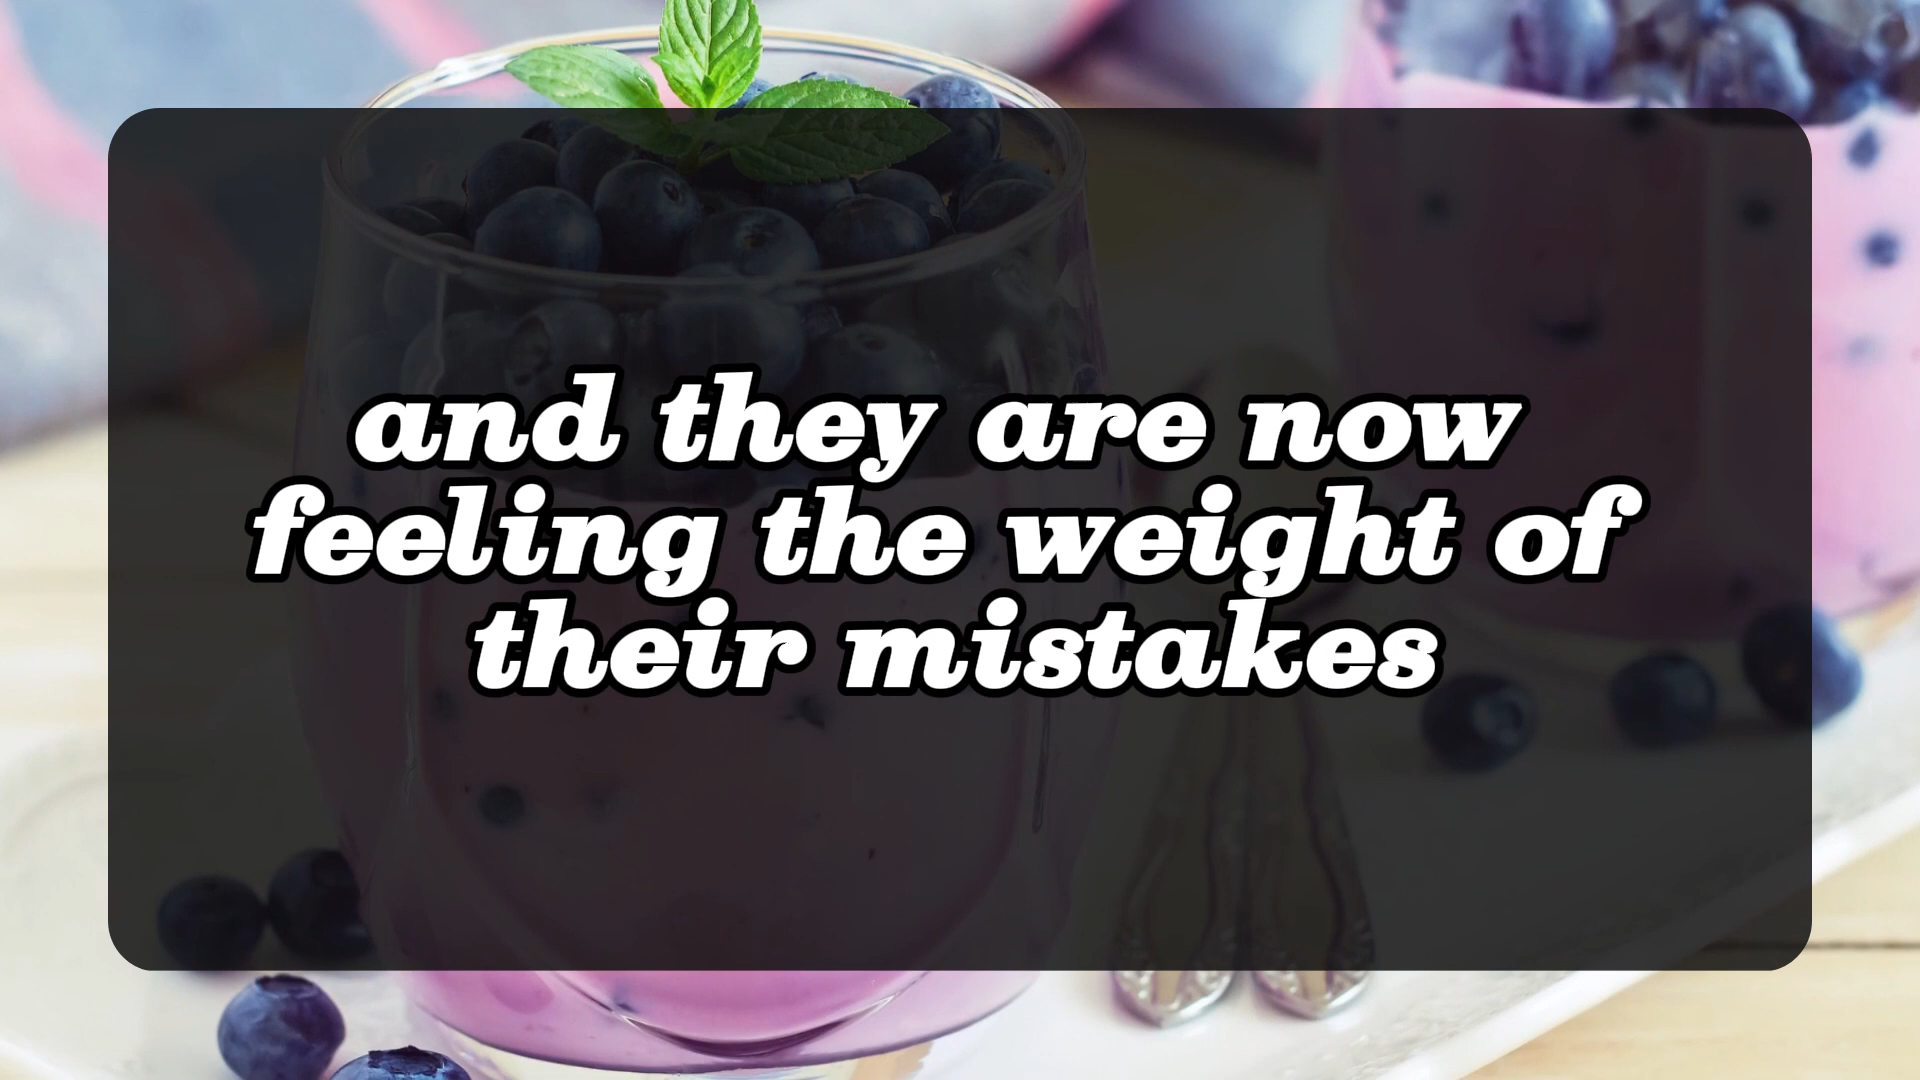 and they are now
feeling the weight of
their mistakes